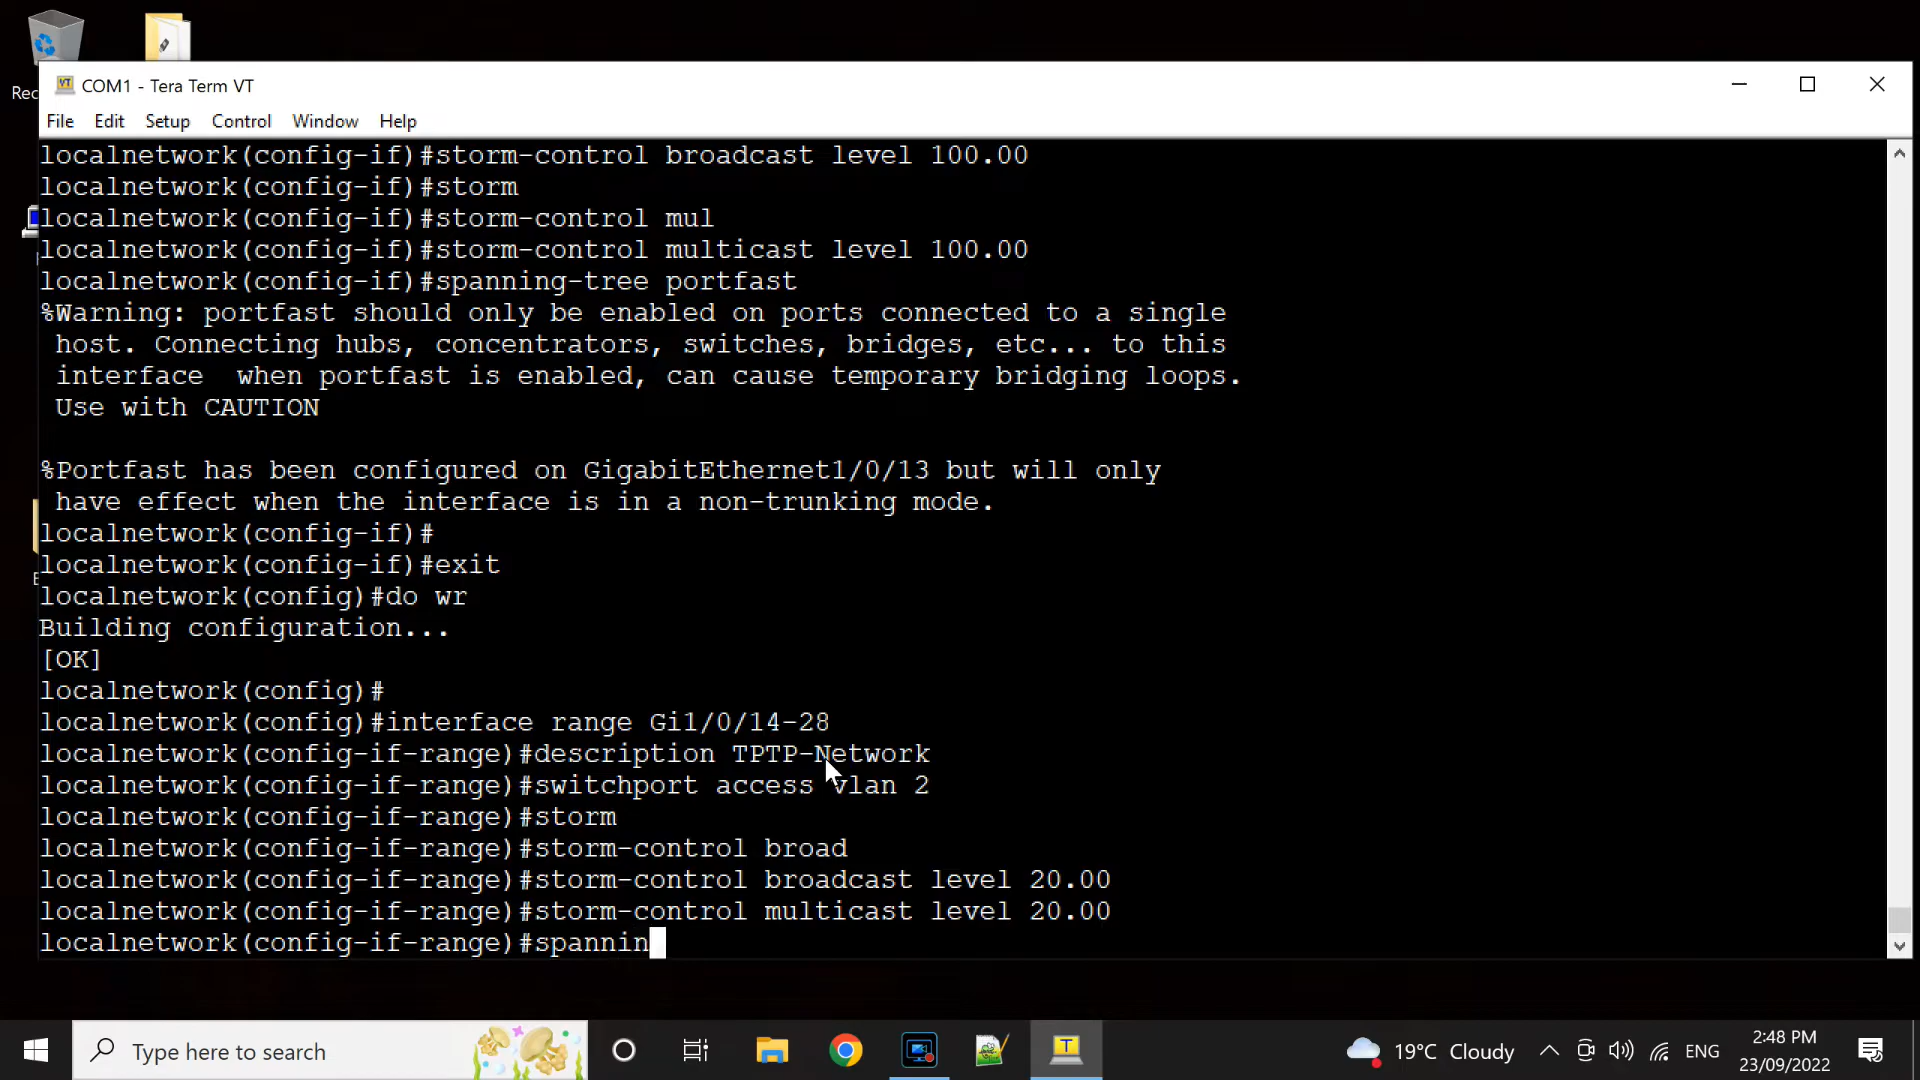 Rec
COM1 - Tera Term VT
File Edit Setup Control Window Help
localnetwork(config-if)#storm-control broadcast level 100.00
localnetwork(config-if)#storm
localnetwork(config-if)#storm-control mul
localnetwork(config-if)#storm-control multicast level 100.00
localnetwork(config-if)#spanning-tree portfast
%Warning: portfast should only be enabled on ports connected to a single
host. Connecting hubs, concentrators, switches, bridges, etc... to this
interface  when portfast is enabled, can cause temporary bridging loops.
Use with CAUTION
%Portfast has been configured on GigabitEthernet1/0/13 but will only
have effect when the interface is in a non-trunking mode.
localnetwork(config-if)#
localnetwork(config-if)#exit
localnetwork(config)#do wr
Building configuration...
[OK]
localnetwork(config)#
localnetwork(config)#interface range Gi1/0/14-28
localnetwork(config-if-range)#description TPTP-Network
localnetwork(config-if-range)#switchport access vlan 2
localnetwork(config-if-range)#storm
localnetwork(config-if-range)#storm-control broad
localnetwork(config-if-range)#storm-control broadcast level 20.00
localnetwork(config-if-range)#storm-control multicast level 20.00
localnetwork(config-if-range)#spannin
Type here to search
19°C Cloudy
ENG
2:48 PM
23/09/2022